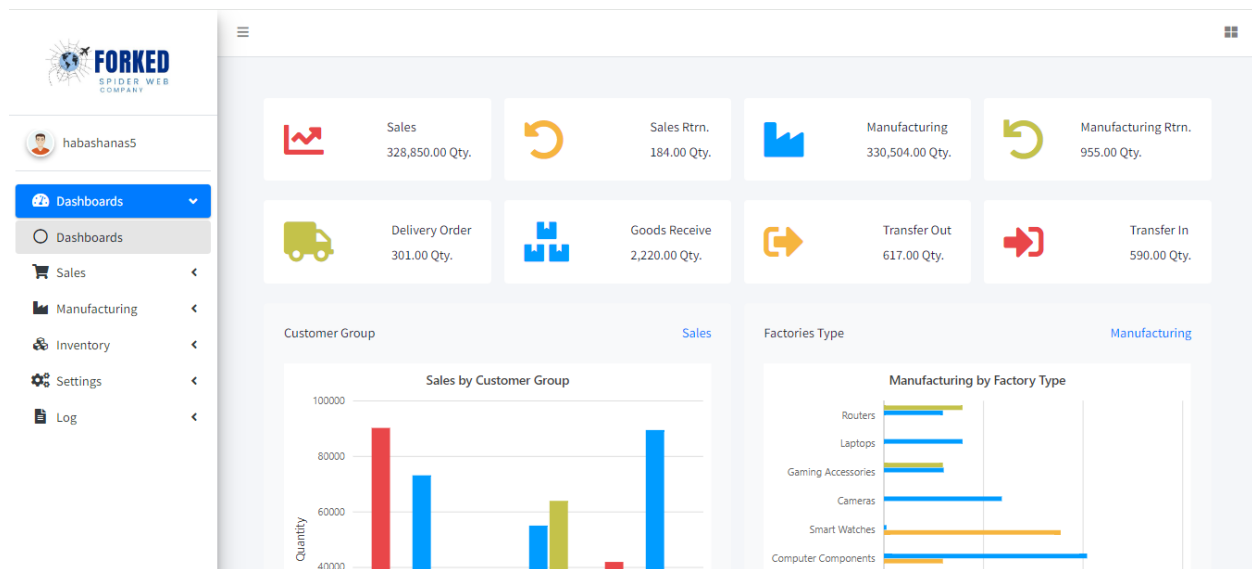 FORKED
SPIDER WEB
COMPANY
habashanas5
Dashboards
Dashboards
Sales
Manufacturing
Inventory
Settings
Log
Sales
328,850.00 Qty.
Sales Rtrn.
184.00 Qty.
Manufacturing
330,504.00 Qty.
Manufacturing Rtrn.
955.00 Qty.
Delivery Order
301.00 Qty.
Goods Receive
2,220.00 Qty.
Transfer Out
617.00 Qty.
Transfer In
590.00 Qty.
Customer Group
Sales
Sales by Customer Group
100000
80000
60000
40000
Quantity
Factories Type
Manufacturing
Manufacturing by Factory Type
Routers
Laptops
Gaming Accessories
Cameras
Smart Watches
Computer Components